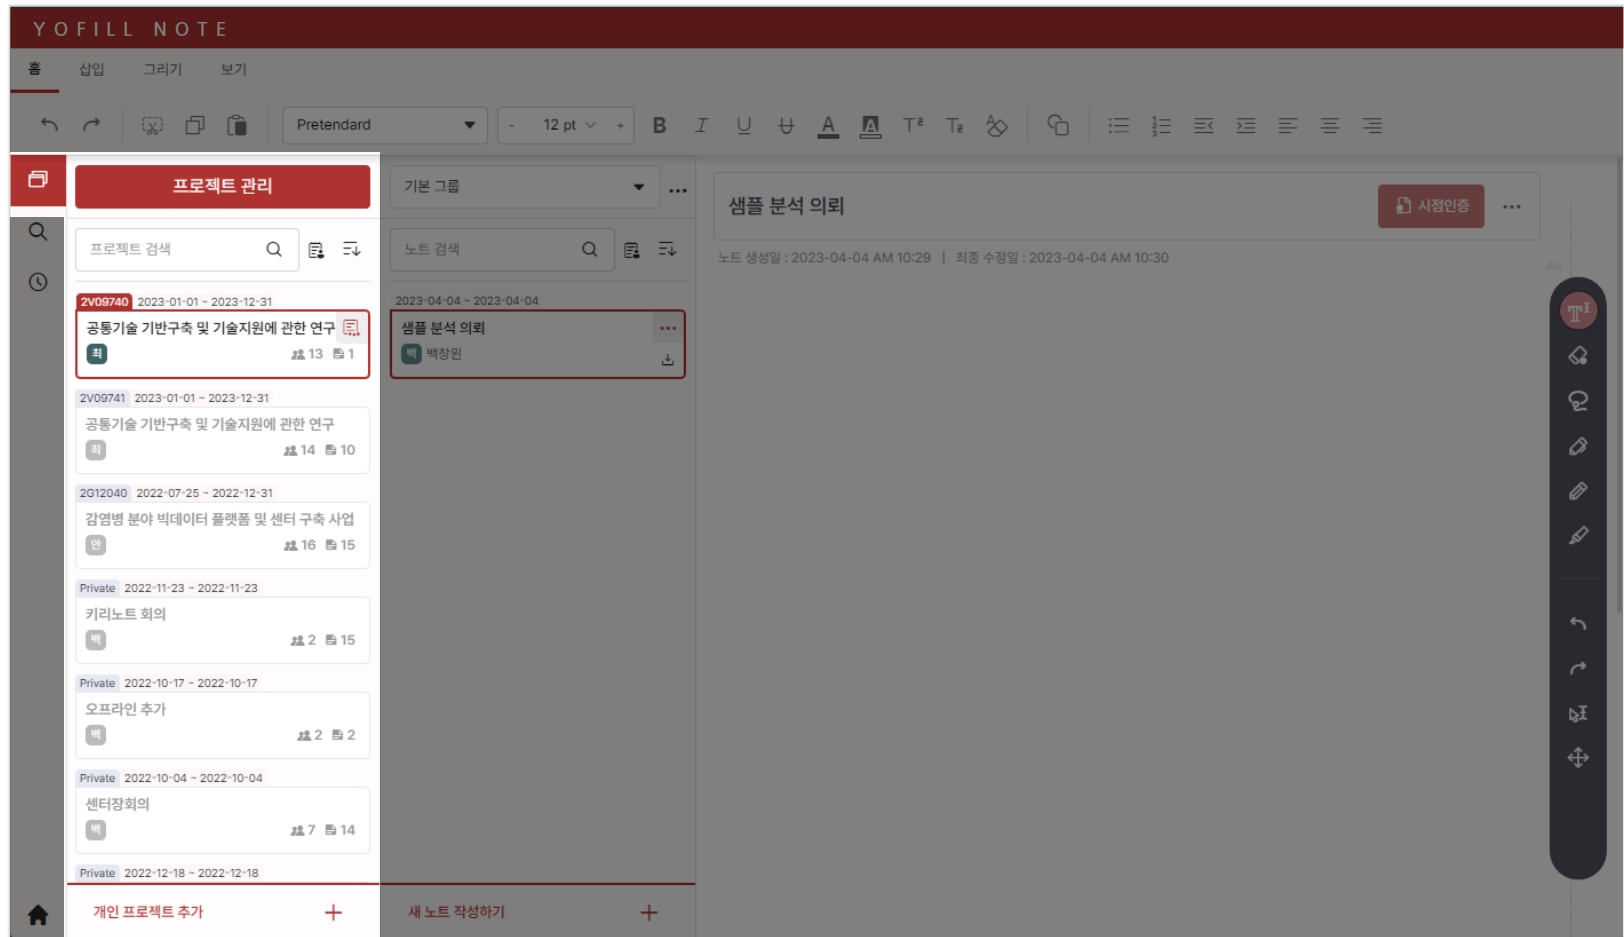 YOFILL NOTE
홈 삽입 그리기 보기
Pretendard - 12 pt +
프로젝트 관리
프로젝트 검색
2V09740 2023-01-01 ~ 2023-12-31
공통기술 기반구축 및 기술지원에 관한 연구
최 13 1
2V09741 2023-01-01 ~ 2023-12-31
공통기술 기반구축 및 기술지원에 관한 연구
최 14 10
2G12040 2022-07-25 ~ 2022-12-31
감염병 분야 빅데이터 플랫폼 및 센터 구축 사업
안 16 15
Private 2022-11-23 ~ 2022-11-23
키리노트 회의
백 2 15
Private 2022-10-17 ~ 2022-10-17
오프라인 추가
백 2 2
Private 2022-10-04 ~ 2022-10-04
센터장회의
백 7 14
Private 2022-12-18 ~ 2022-12-18
개인 프로젝트 추가 +
기본 그룹
노트 검색
2023-04-04 ~ 2023-04-04
샘플 분석 의뢰
백 백창원
새 노트 작성하기 +
샘플 분석 의뢰
시점인증
노트 생성일 : 2023-04-04 AM 10:29 | 최종 수정일 : 2023-04-04 AM 10:30
A4